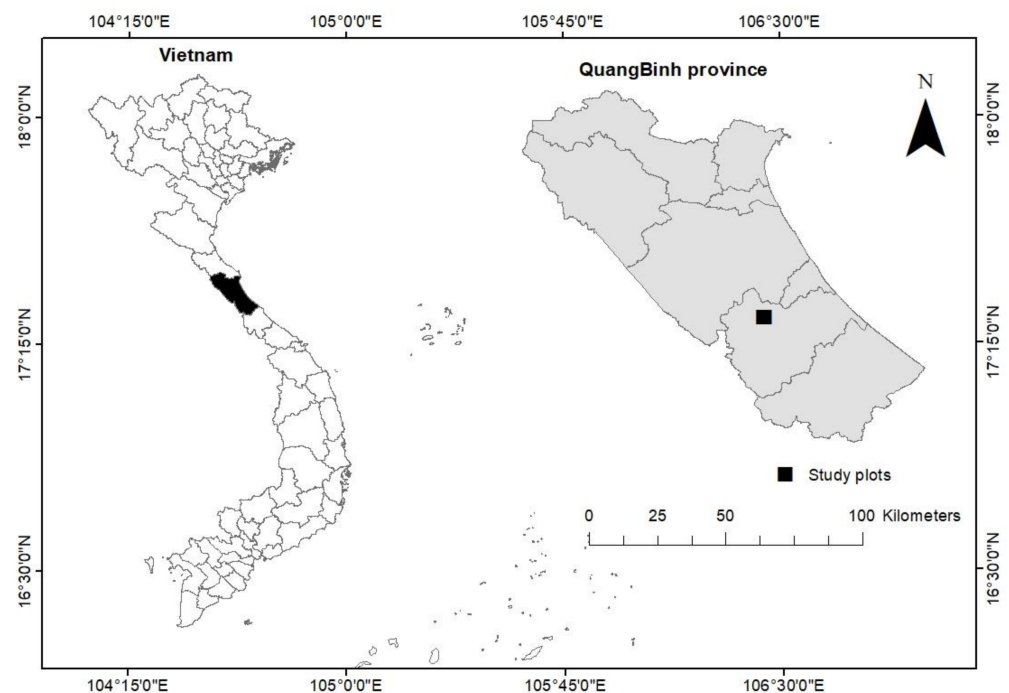 104°15'0"E
105°0'0"E
105°45'0"E
106°30'0"E
Vietnam
QuangBinh province
N
18°0'0"N
18°0'0"N
17°15'0"N
17°15'0"N
Study plots
0 25 50 100 Kilometers
16°30'0"N
16°30'0"N
104°15'0"E
105°0'0"E
105°45'0"E
106°30'0"E